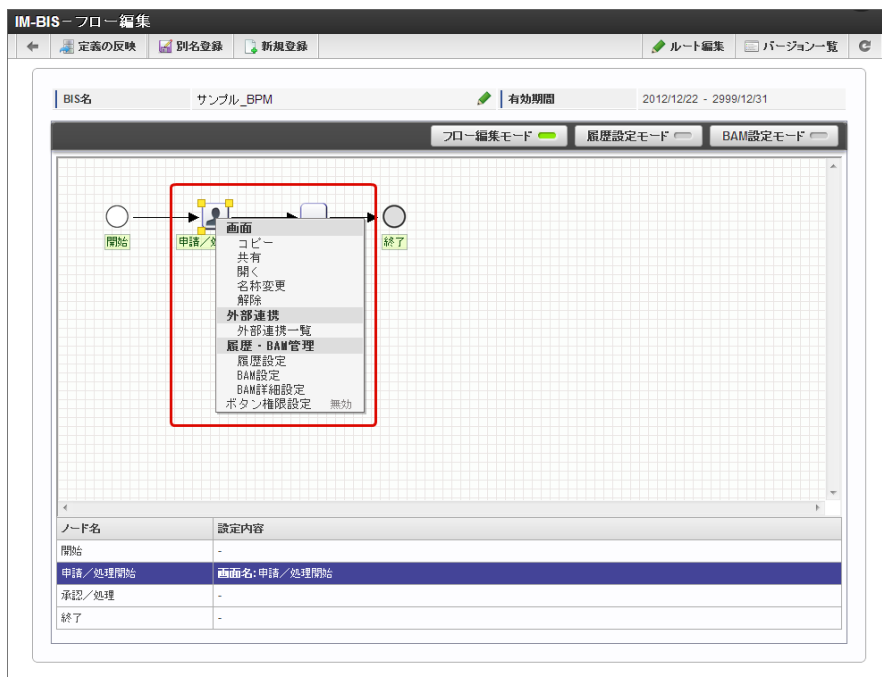 IM-BIS－フロー編集
定義の反映 別名登録 新規登録 ルート編集 バージョン一覧
BIS名 サンプル_BPM 有効期間 2012/12/22 - 2999/12/31
フロー編集モード 履歴設定モード BAM設定モード
開始 申請／処 終了
画面
コピー
共有
開く
名称変更
解除
外部連携
外部連携一覧
履歴・BAM管理
履歴設定
BAM設定
BAM詳細設定
ボタン権限設定 無効
ノード名 設定内容
開始 -
申請／処理開始 画面名:申請／処理開始
承認／処理 -
終了 -